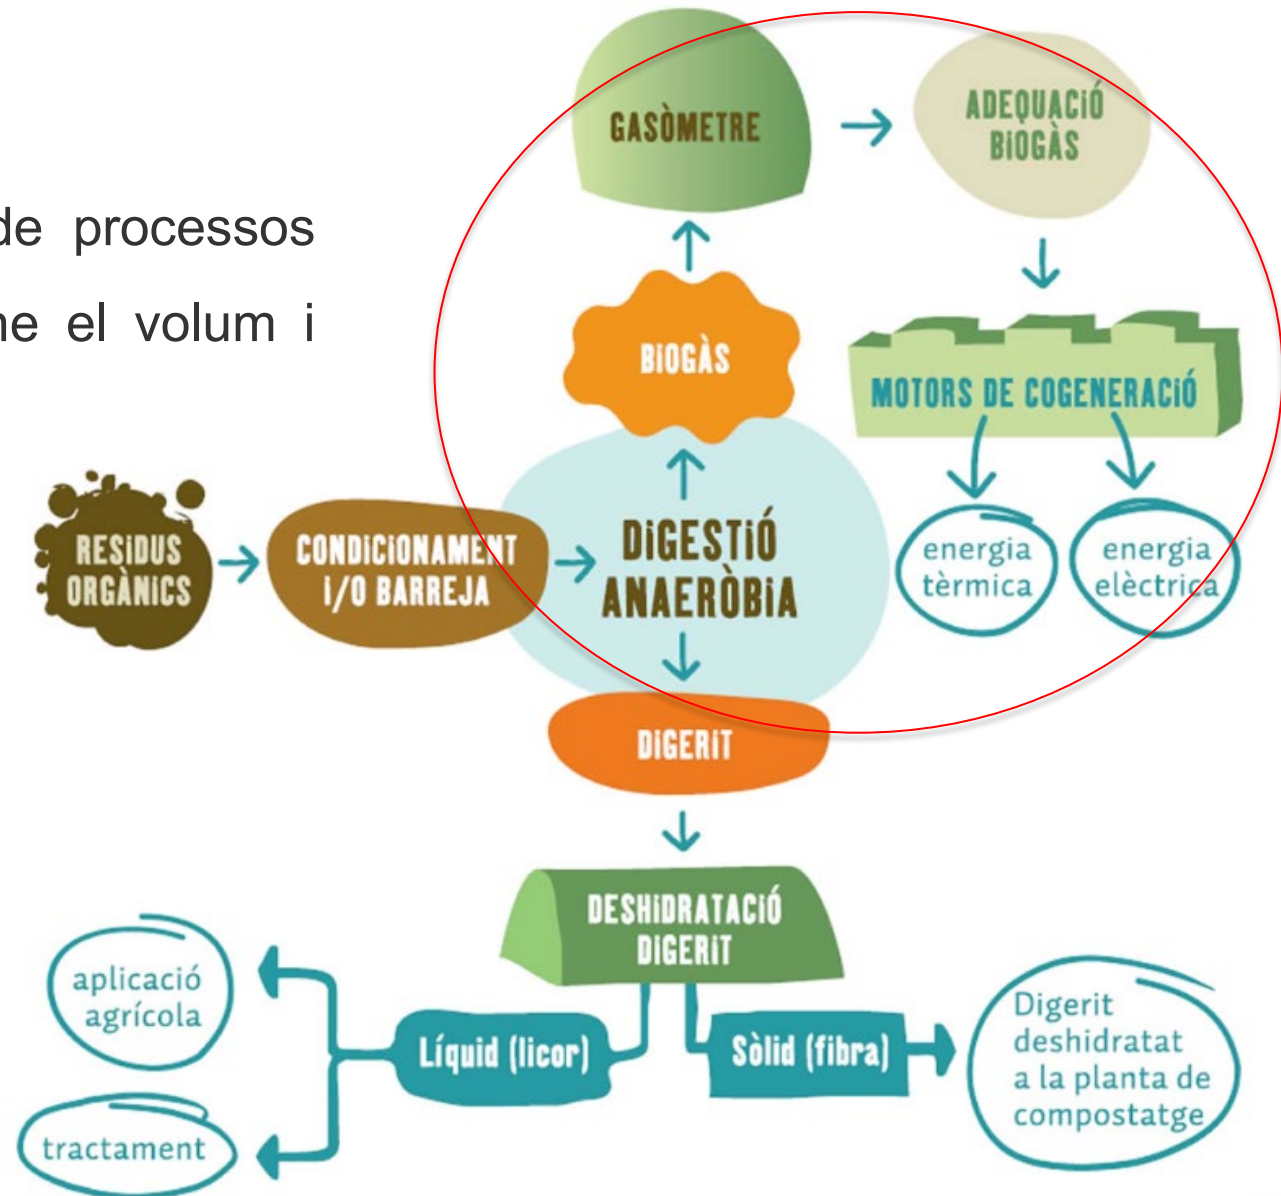 de processos
ne el volum i
GASÒMETRE
ADEQUACIÓ
BIOGÀS
BIOGÀS
MOTORS DE COGENERACIÓ
energia
tèrmica
energia
elèctrica
RESIDUS
ORGÀNICS
CONDICIONAMENT
I/O BARREJA
DIGESTIÓ
ANAERÒBIA
DIGERIT
DESHIDRATACIÓ
DIGERIT
aplicació
agrícola
Líquid (licor)
Sòlid (fibra)
Digerit
deshidratat
a la planta de
compostatge
tractament